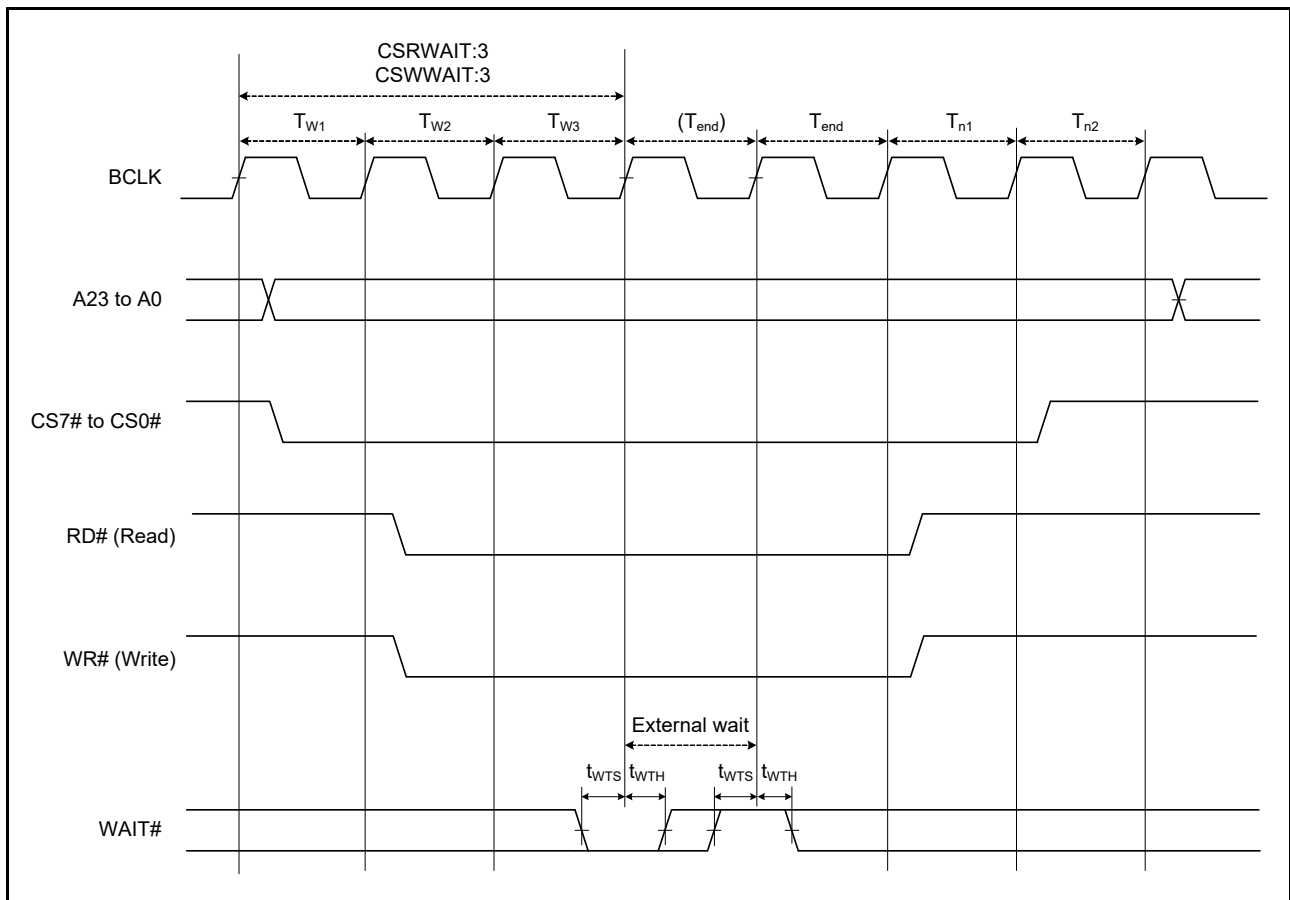 CSRWAIT:3
CSWWAIT:3
TW1 TW2 TW3 (Tend) Tend Tn1 Tn2
BCLK
A23 to A0
CS7# to CS0#
RD# (Read)
WR# (Write)
External wait
tWTS tWTH tWTS tWTH
WAIT#